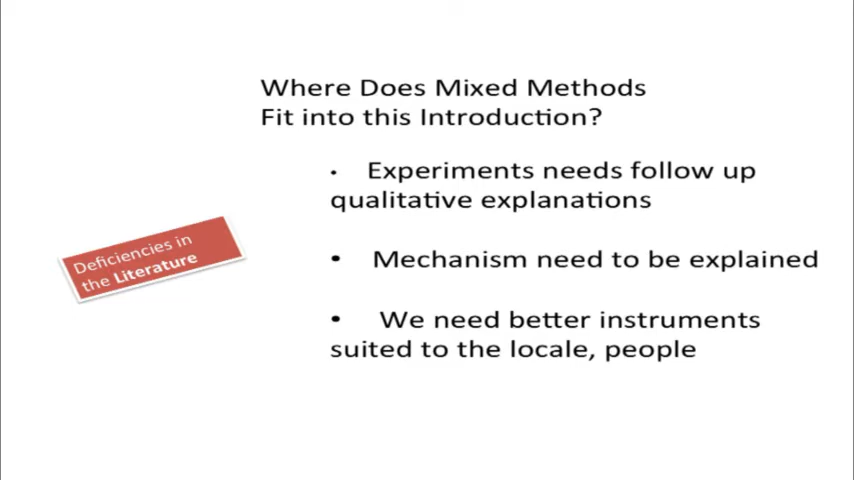 Where Does Mixed Methods
Fit into this Introduction?
• Experiments needs follow up
qualitative explanations
• Mechanism need to be explained
• We need better instruments
suited to the locale, people
Deficiencies in
the Literature